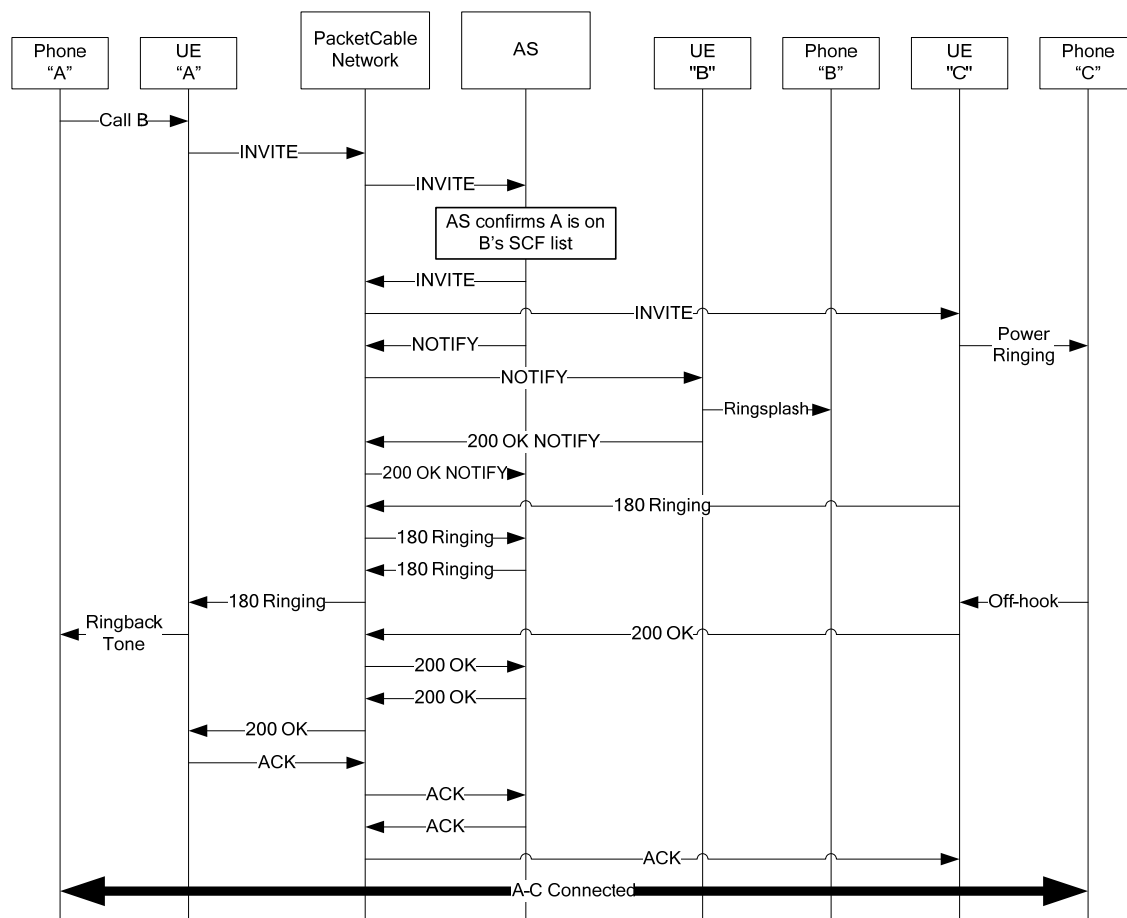 Phone
“A”
UE
“A”
PacketCable
Network
AS
UE
"B"
Phone
“B”
UE
"C"
Phone
“C”
Call B
INVITE
INVITE
AS confirms A is on
B’s SCF list
INVITE
INVITE
NOTIFY
Power
Ringing
NOTIFY
Ringsplash
200 OK NOTIFY
200 OK NOTIFY
180 Ringing
180 Ringing
180 Ringing
180 Ringing
Off-hook
Ringback
Tone
200 OK
200 OK
200 OK
200 OK
ACK
ACK
ACK
ACK
A-C Connected